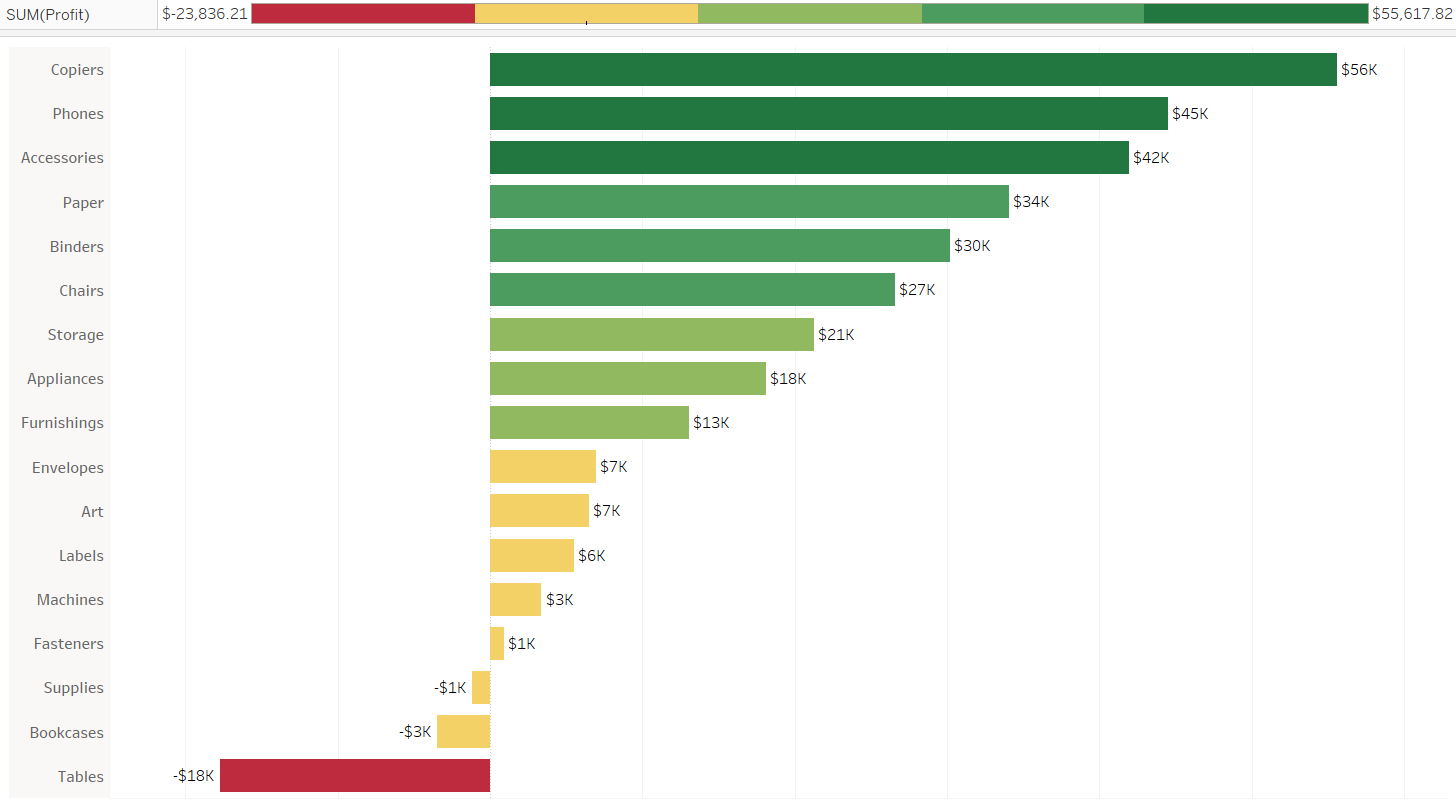 SUM(Profit) $-23,836.21 $55,617.82
Copiers $56K
Phones $45K
Accessories $42K
Paper $34K
Binders $30K
Chairs $27K
Storage $21K
Appliances $18K
Furnishings $13K
Envelopes $7K
Art $7K
Labels $6K
Machines $3K
Fasteners $1K
Supplies -$1K
Bookcases -$3K
Tables -$18K